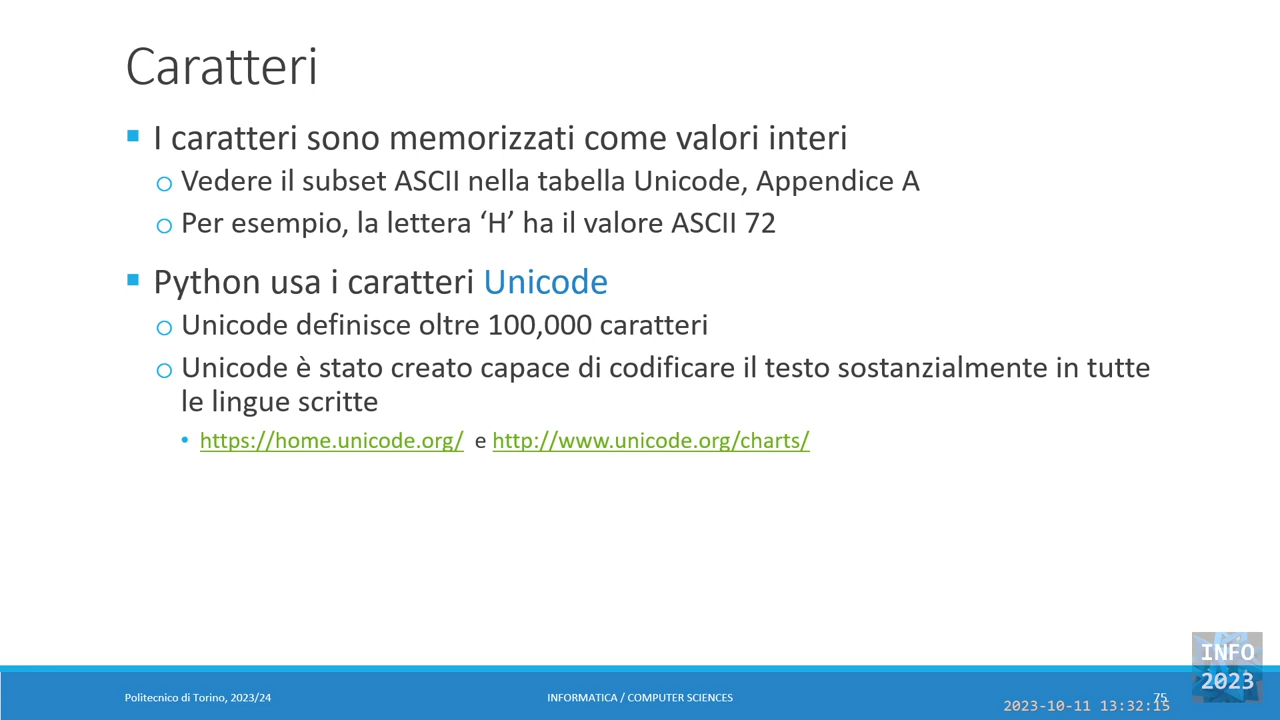 Caratteri
I caratteri sono memorizzati come valori interi
Vedere il subset ASCII nella tabella Unicode, Appendice A
Per esempio, la lettera ‘H’ ha il valore ASCII 72
Python usa i caratteri Unicode
Unicode definisce oltre 100,000 caratteri
Unicode è stato creato capace di codificare il testo sostanzialmente in tutte
le lingue scritte
https://home.unicode.org/ e http://www.unicode.org/charts/
INFO
2023
Politecnico di Torino, 2023/24
INFORMATICA / COMPUTER SCIENCES
75
2023-10-11 13:32:15